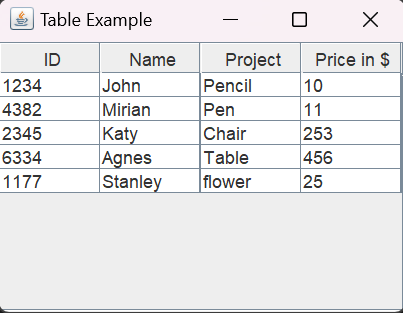 Table Example
ID Name Project Price in $
1234 John Pencil 10
4382 Mirian Pen 11
2345 Katy Chair 253
6334 Agnes Table 456
1177 Stanley flower 25